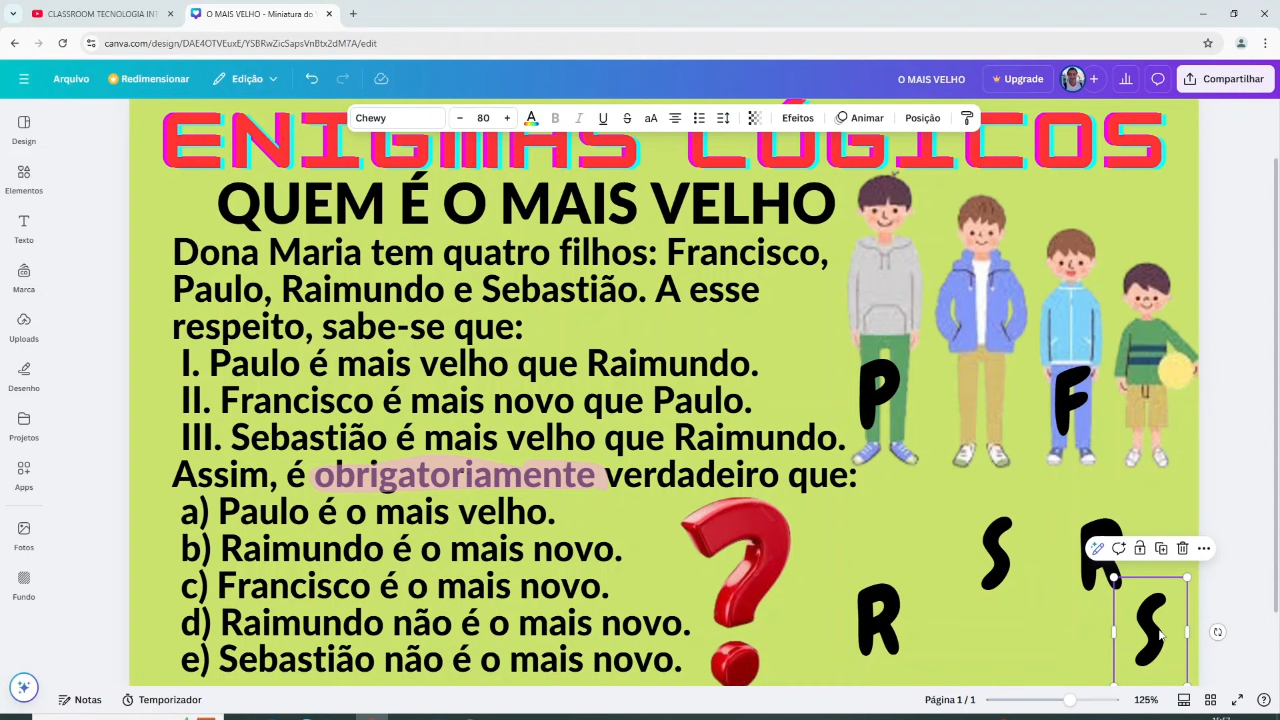 CLASSROOM TECNOLOGIA INT
O MAIS VELHO - Miniatura do
canva.com/design/DAE4OTVEuxE/YSBRwZicSapsVnBtx2dM7A/edit
Arquivo Redimensionar Edição O MAIS VELHO Upgrade Compartilhar
Chewy 80 A B I U S aA Efeitos Animar Posição
Design
Elementos
Texto
Marca
Uploads
Desenho
Projetos
Apps
Fotos
Fundo
ENIGMAS LÓGICOS
QUEM É O MAIS VELHO
Dona Maria tem quatro filhos: Francisco,
Paulo, Raimundo e Sebastião. A esse
respeito, sabe-se que:
I. Paulo é mais velho que Raimundo.
II. Francisco é mais novo que Paulo.
III. Sebastião é mais velho que Raimundo.
Assim, é obrigatoriamente verdadeiro que:
a) Paulo é o mais velho.
b) Raimundo é o mais novo.
c) Francisco é o mais novo.
d) Raimundo não é o mais novo.
e) Sebastião não é o mais novo.
?
P F
S R
R S
Notas Temporizador Página 1 / 1 125%